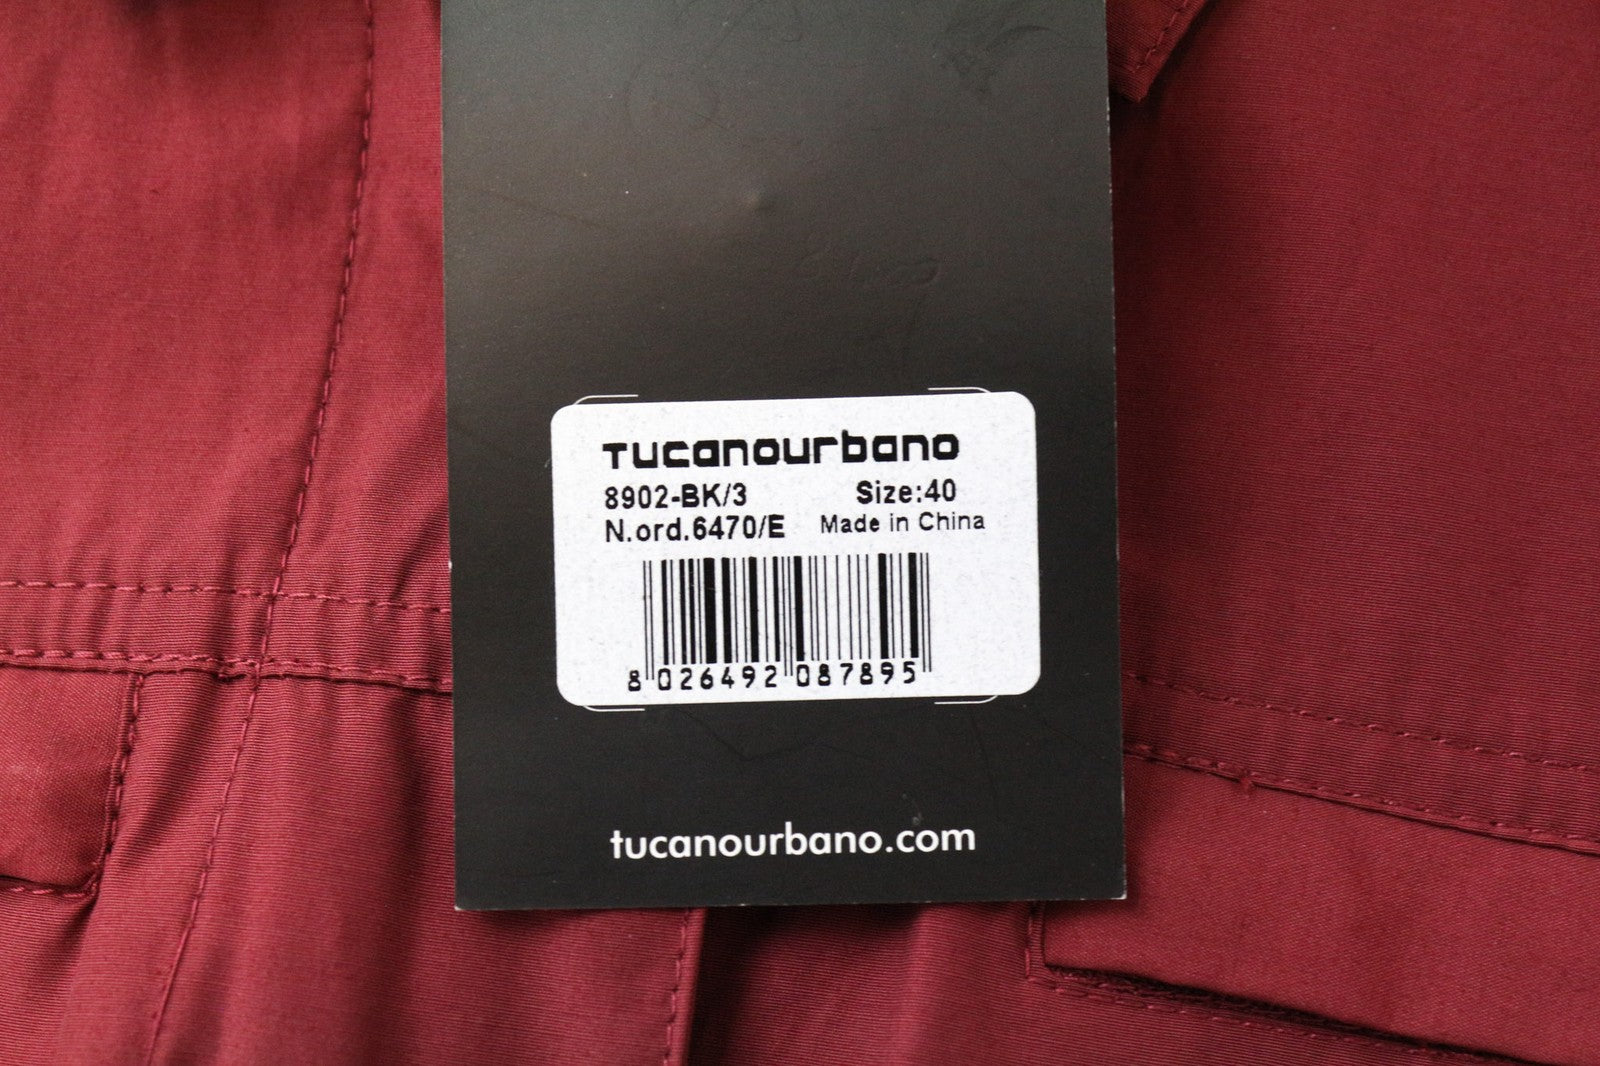 Tucanourbano
8902-BK/3 Size:40
N.ord.6470/E Made in China
8 026492 087895
tucanourbano.com